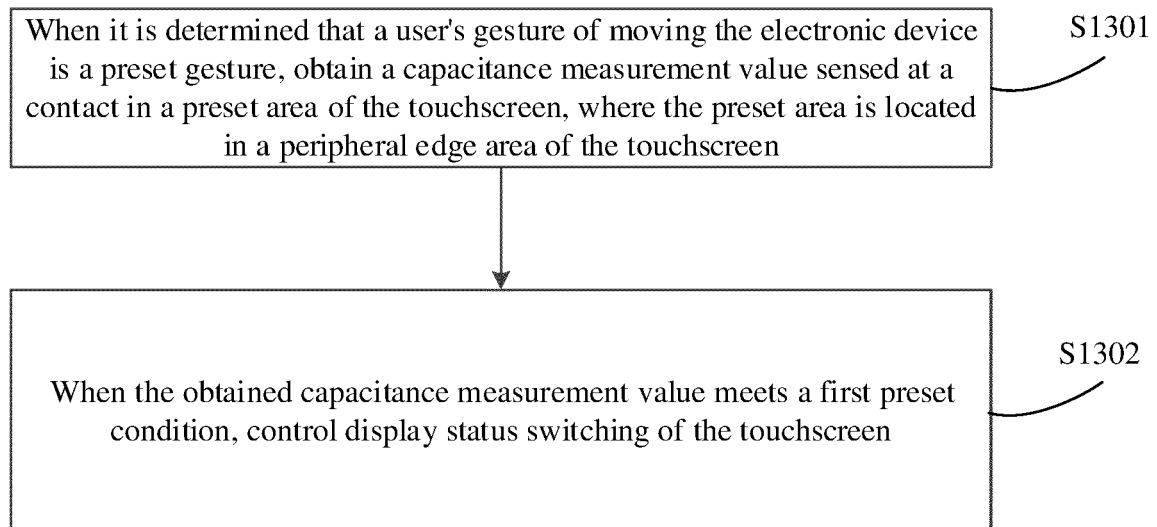 When it is determined that a user's gesture of moving the electronic device
is a preset gesture, obtain a capacitance measurement value sensed at a
contact in a preset area of the touchscreen, where the preset area is located
in a peripheral edge area of the touchscreen
S1301
When the obtained capacitance measurement value meets a first preset
condition, control display status switching of the touchscreen
S1302